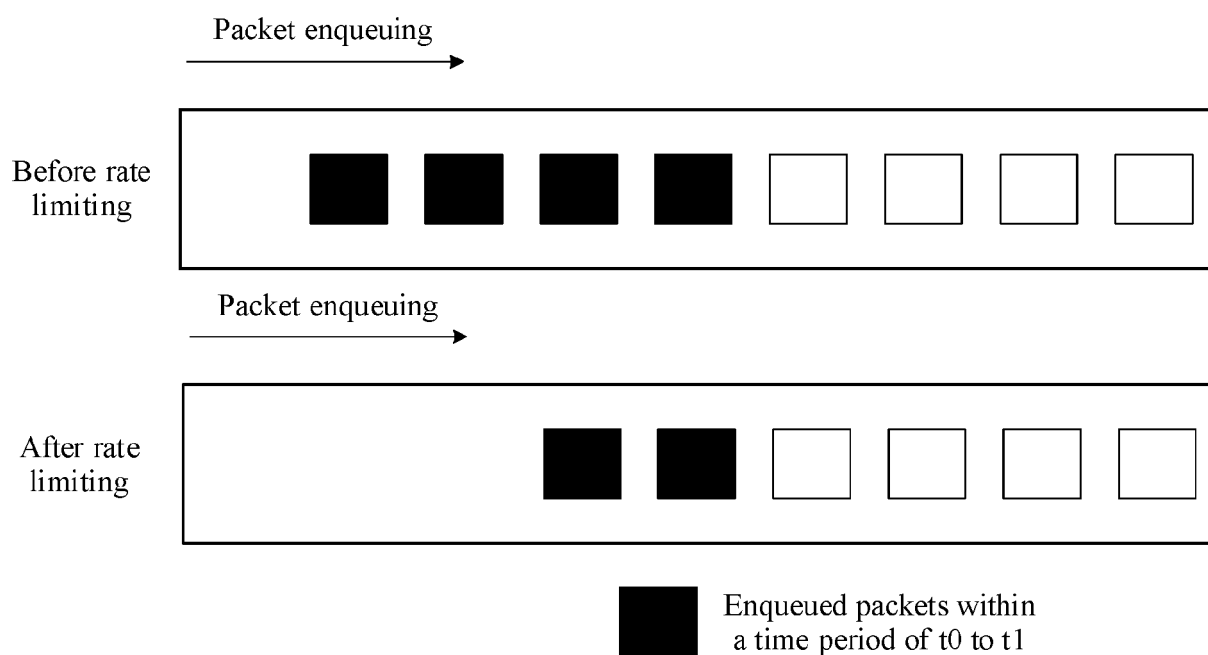 Packet enqueuing
Before rate
limiting
Packet enqueuing
After rate
limiting
Enqueued packets within
a time period of t0 to t1